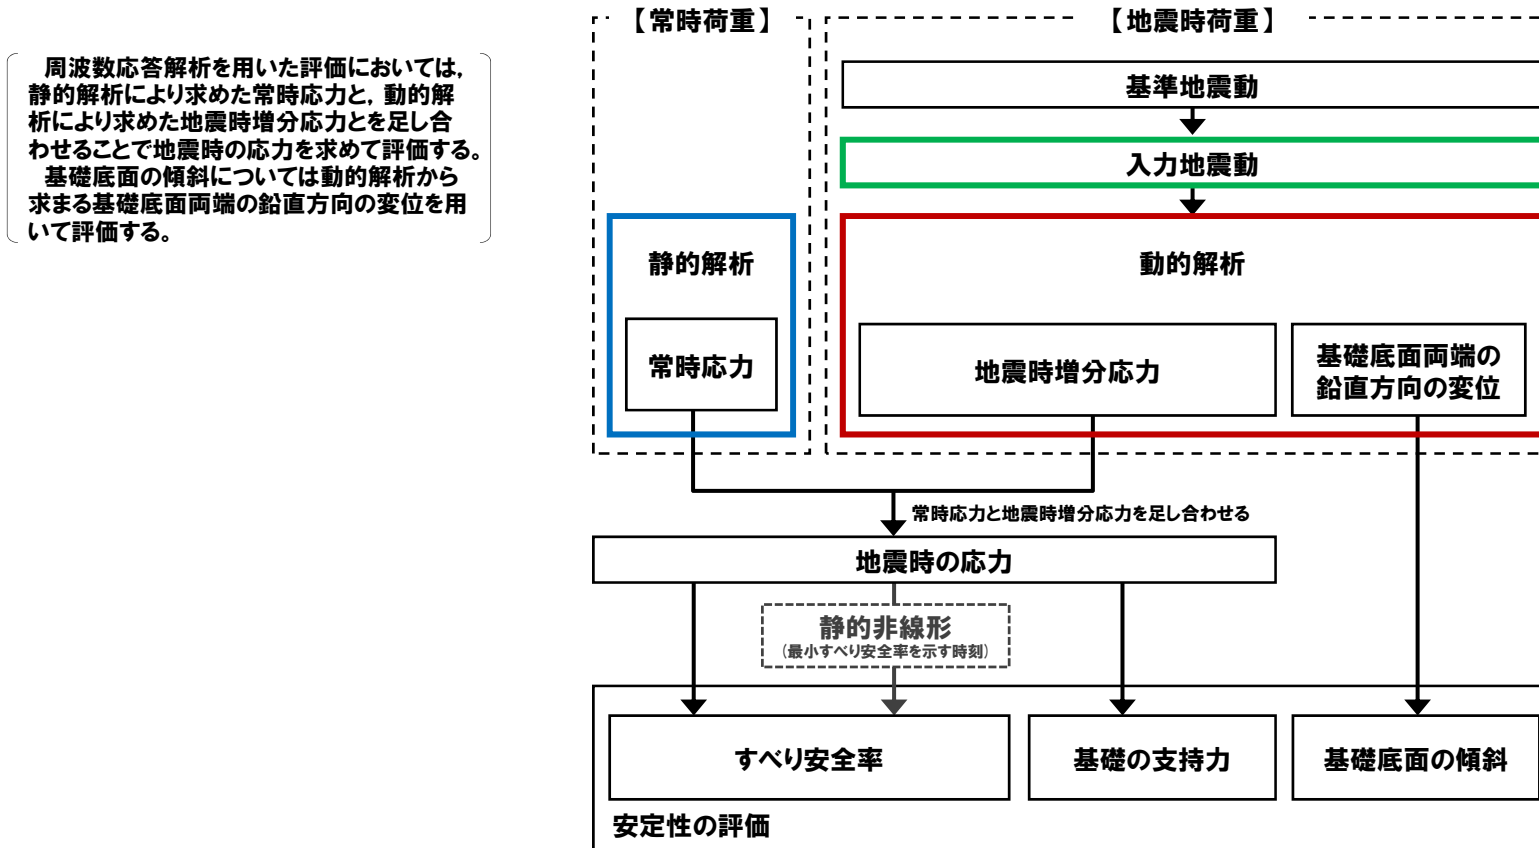 周波数応答解析を用いた評価においては,
静的解析により求めた常時応力と, 動的解
析により求めた地震時増分応力とを足し合
わせることで地震時の応力を求めて評価する。
基礎底面の傾斜については動的解析から
求まる基礎底面両端の鉛直方向の変位を用
いて評価する。
【常時荷重】
【地震時荷重】
基準地震動
入力地震動
静的解析
動的解析
常時応力
地震時増分応力
基礎底面両端の
鉛直方向の変位
常時応力と地震時増分応力を足し合わせる
地震時の応力
静的非線形
(最小すべり安全率を示す時刻)
すべり安全率
基礎の支持力
基礎底面の傾斜
安定性の評価